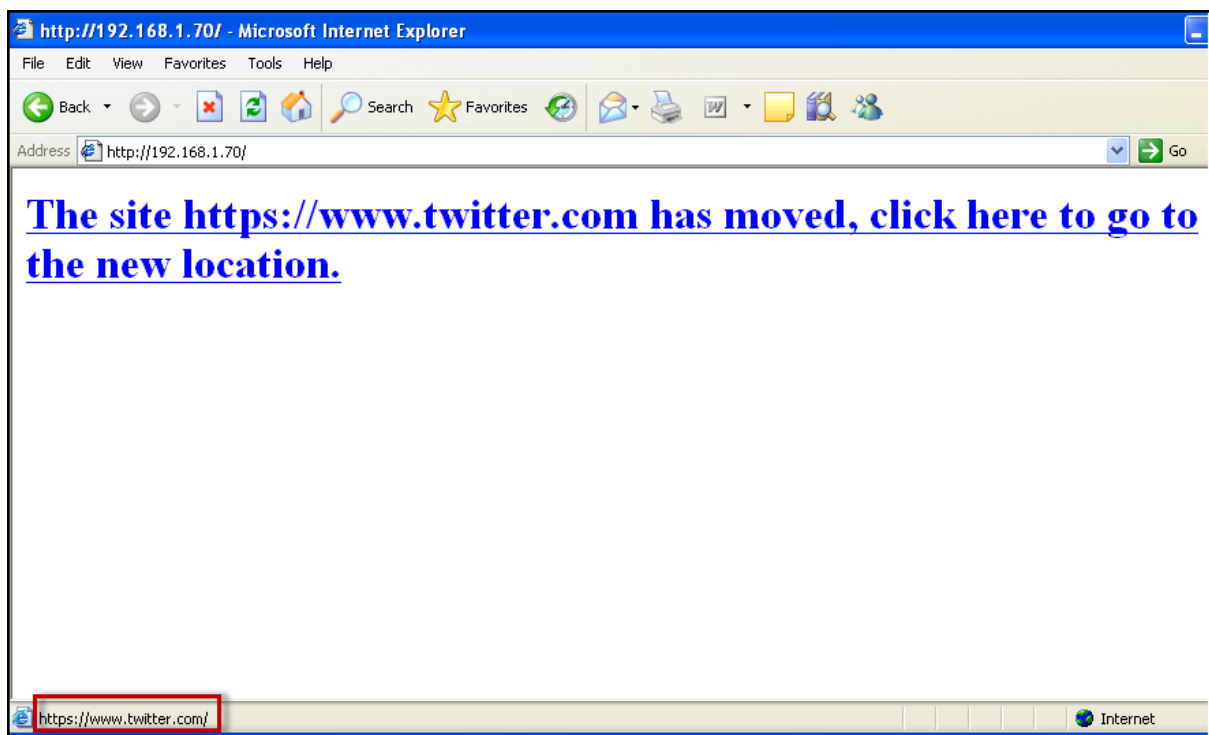 http://192.168.1.70/ - Microsoft Internet Explorer
File Edit View Favorites Tools Help
Back Search Favorites
Address http://192.168.1.70/ Go
The site https://www.twitter.com has moved, click here to go to
the new location.
https://www.twitter.com/ Internet